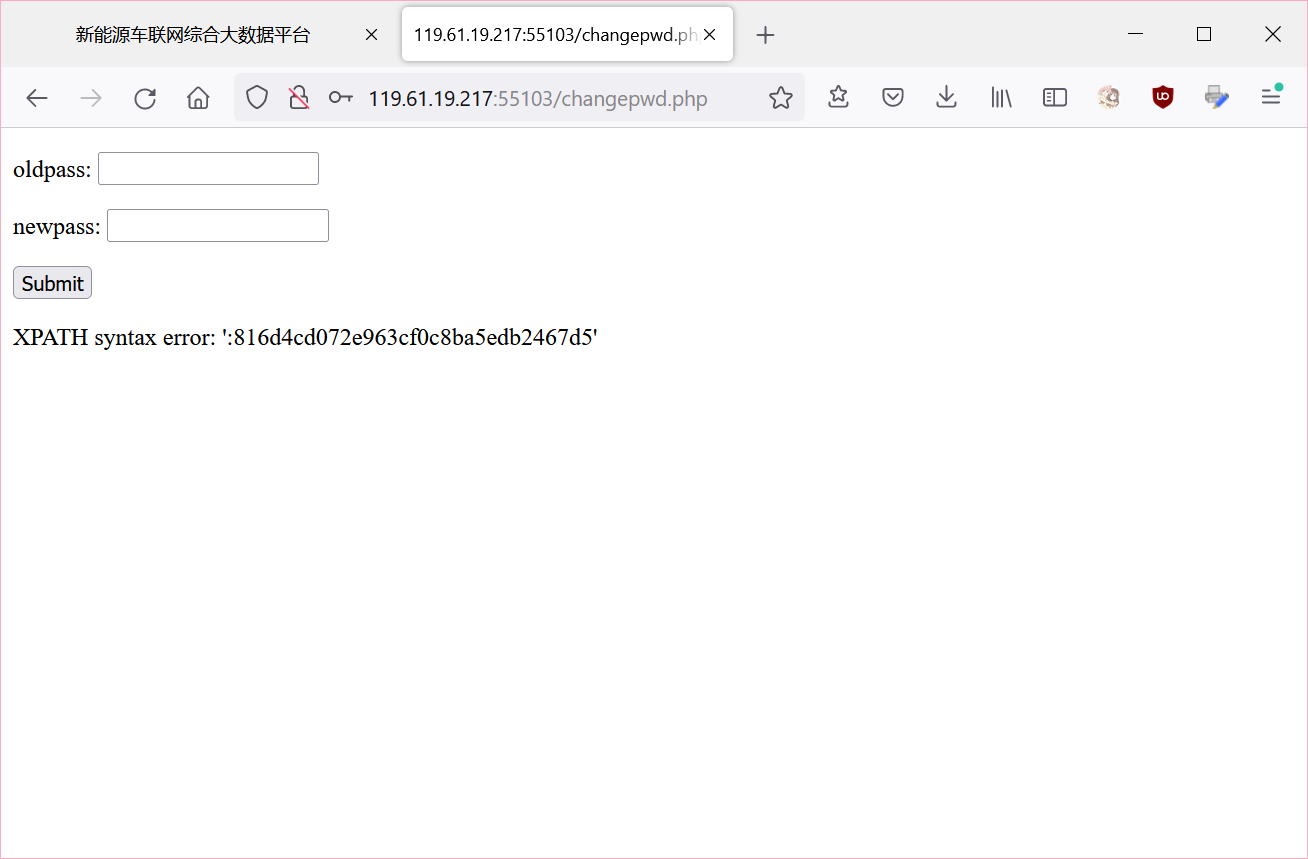 新能源车联网综合大数据平台
119.61.19.217:55103/changepwd.ph
119.61.19.217:55103/changepwd.php
oldpass:
newpass:
Submit
XPATH syntax error: ':816d4cd072e963cf0c8ba5edb2467d5'